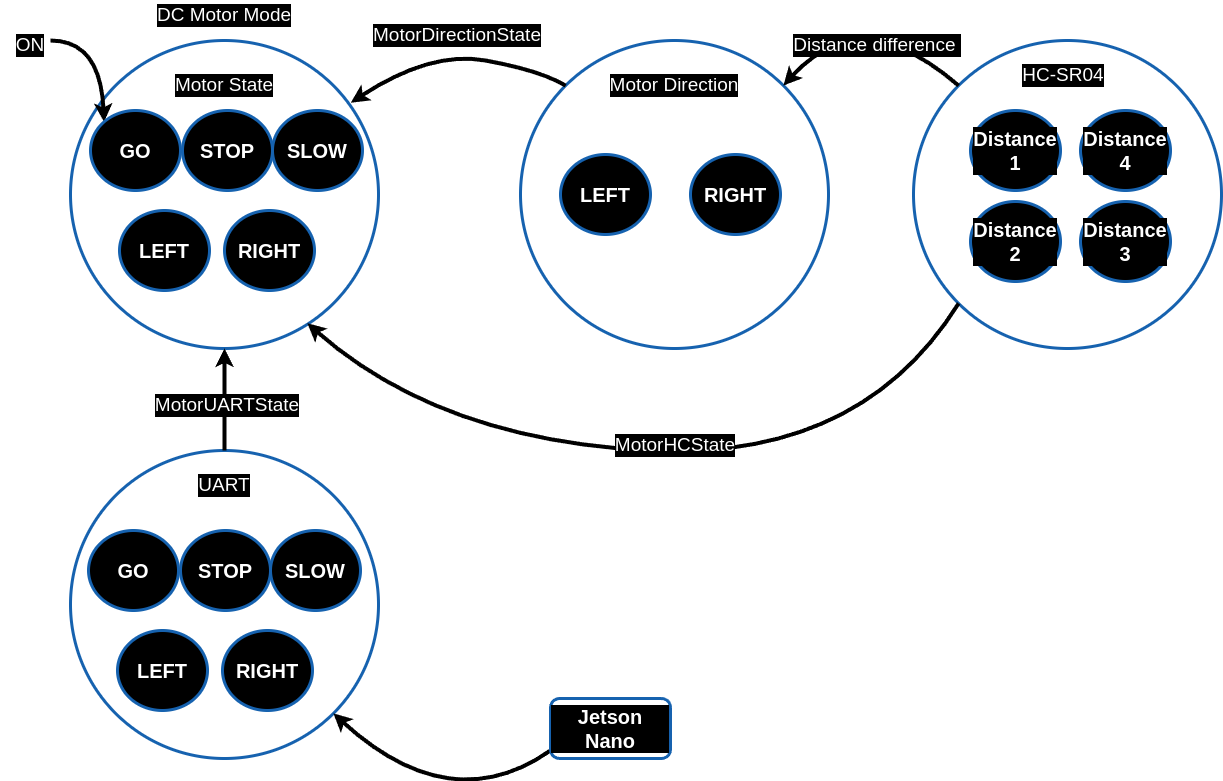 DC Motor Mode
ON
MotorDirectionState
Distance difference
Motor State
Motor Direction
HC-SR04
GO
STOP
SLOW
LEFT
RIGHT
LEFT
RIGHT
Distance
1
Distance
4
Distance
2
Distance
3
MotorUARTState
MotorHCState
UART
GO
STOP
SLOW
LEFT
RIGHT
Jetson
Nano